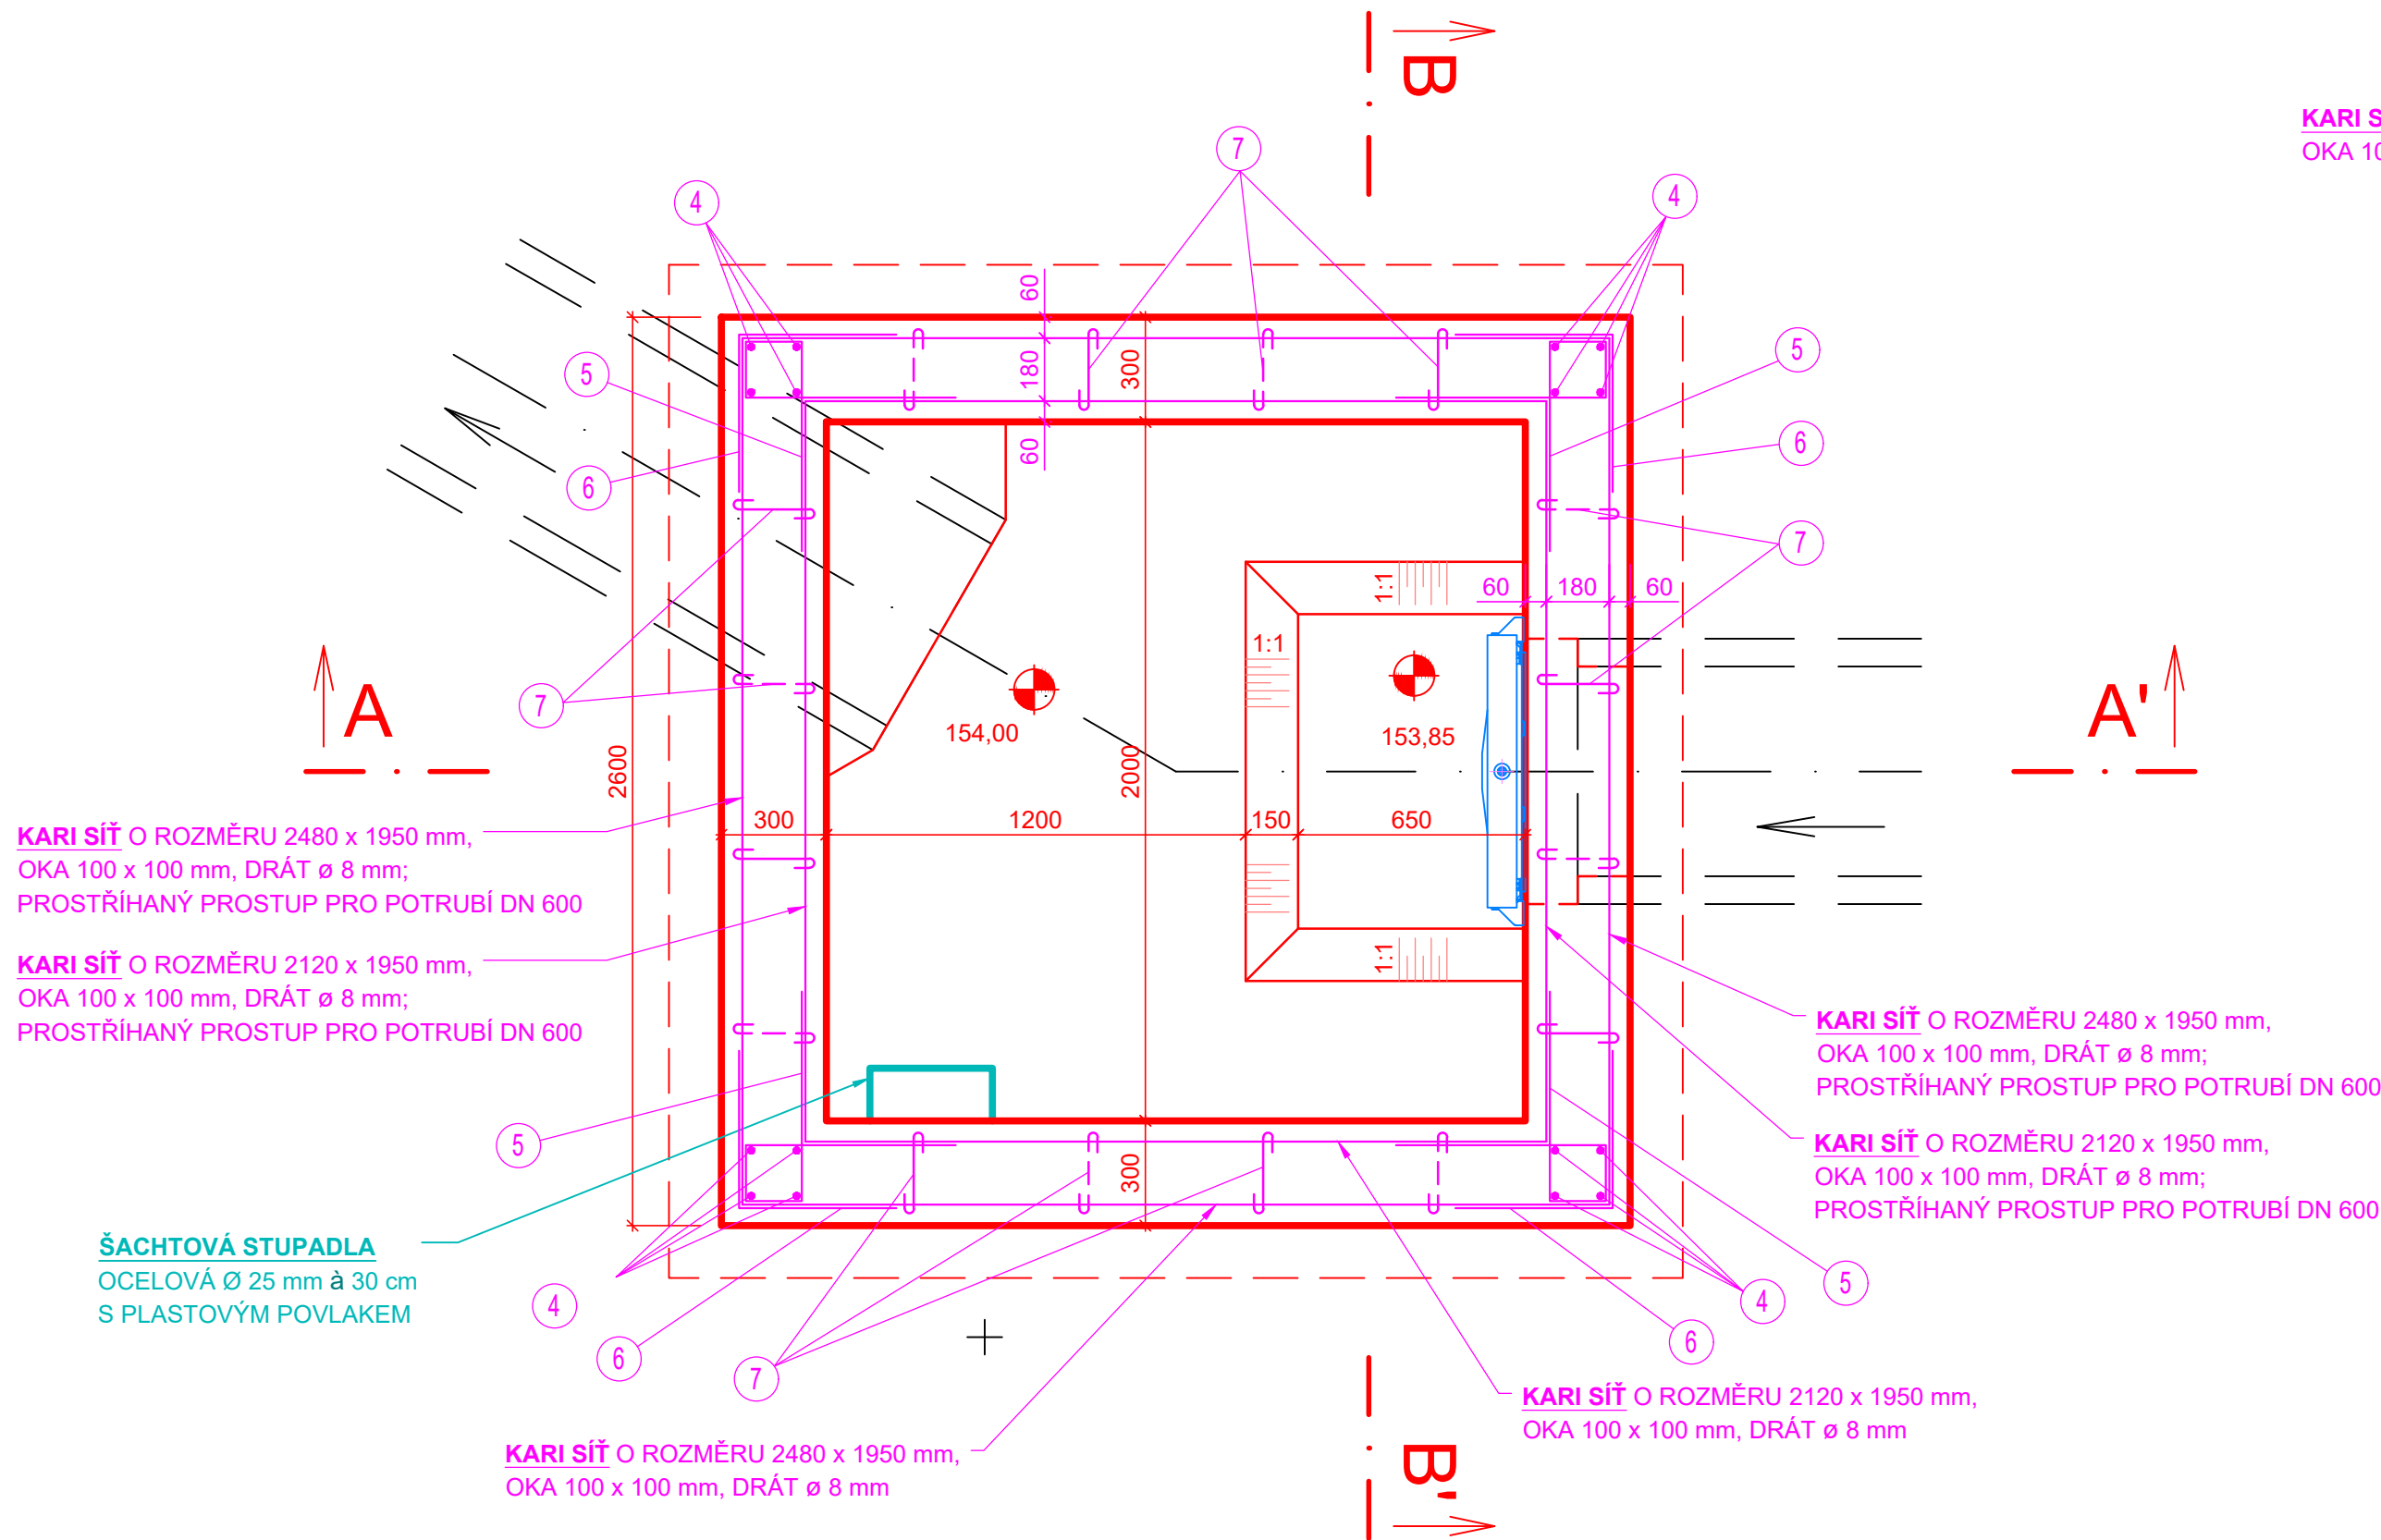 B
KARI S
OKA 10
7
4
4
60
5
5
180
300
6
60
6
7
60
180
60
1:1
1:1
7
A
154,00
153,85
A'
2600
2000
300
1200
150
650
KARI SÍŤ O ROZMĚRU 2480 x 1950 mm,
OKA 100 x 100 mm, DRÁT ø 8 mm;
PROSTŘÍHANÝ PROSTUP PRO POTRUBÍ DN 600
1:1
KARI SÍŤ O ROZMĚRU 2120 x 1950 mm,
OKA 100 x 100 mm, DRÁT ø 8 mm;
PROSTŘÍHANÝ PROSTUP PRO POTRUBÍ DN 600
KARI SÍŤ O ROZMĚRU 2480 x 1950 mm,
OKA 100 x 100 mm, DRÁT ø 8 mm;
PROSTŘÍHANÝ PROSTUP PRO POTRUBÍ DN 600
5
300
KARI SÍŤ O ROZMĚRU 2120 x 1950 mm,
OKA 100 x 100 mm, DRÁT ø 8 mm;
PROSTŘÍHANÝ PROSTUP PRO POTRUBÍ DN 600
ŠACHTOVÁ STUPADLA
OCELOVÁ Ø 25 mm à 30 cm
S PLASTOVÝM POVLAKEM
5
4
4
6
6
7
KARI SÍŤ O ROZMĚRU 2120 x 1950 mm,
OKA 100 x 100 mm, DRÁT ø 8 mm
KARI SÍŤ O ROZMĚRU 2480 x 1950 mm,
OKA 100 x 100 mm, DRÁT ø 8 mm
B'